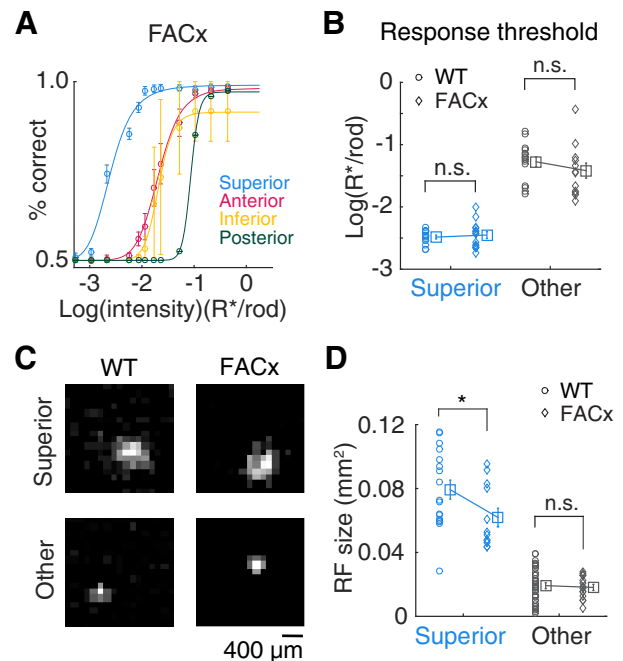 A
FACx
% correct
1.0
0.5
Superior
Anterior
Inferior
Posterior
-3 -2 -1 0
Log(intensity)(R*/rod)
B
Response threshold
WT
FACx
n.s.
n.s.
Log(R*/rod)
0
-1
-2
-3
Superior Other
C
WT FACx
Superior
Other
400 µm
D
WT
FACx
*
n.s.
RF size (mm²)
0.12
0.08
0.04
0
Superior Other